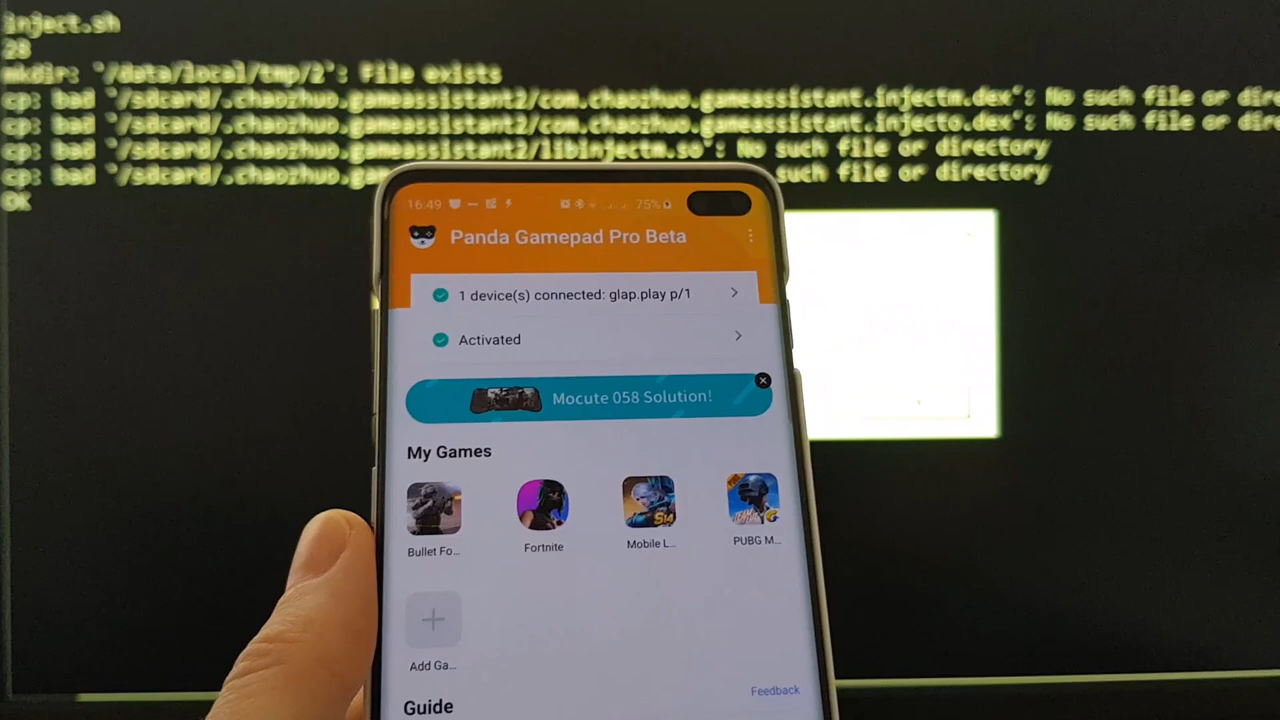 inject.sh
28
mkdir: '/data/local/tmp/2': File exists
cp: bad '/sdcard/.chaozhuo.gameassistant2/com.chaozhuo.gameassistant.injectm.dex': No such file or dire
cp: bad '/sdcard/.chaozhuo.gameassistant2/com.chaozhuo.gameassistant.injecto.dex': No such file or dire
cp: bad '/sdcard/.chaozhuo.gameassistant2/libinjectm.so': No such file or directory
cp: bad '/sdcard/.chaozhuo.ga such file or directory
OK
16:49 75%
Panda Gamepad Pro Beta
1 device(s) connected: glap.play p/1
Activated
Mocute 058 Solution!
My Games
Bullet Fo...
Fortnite
Mobile L...
PUBG M...
S14
Add Ga...
Feedback
Guide